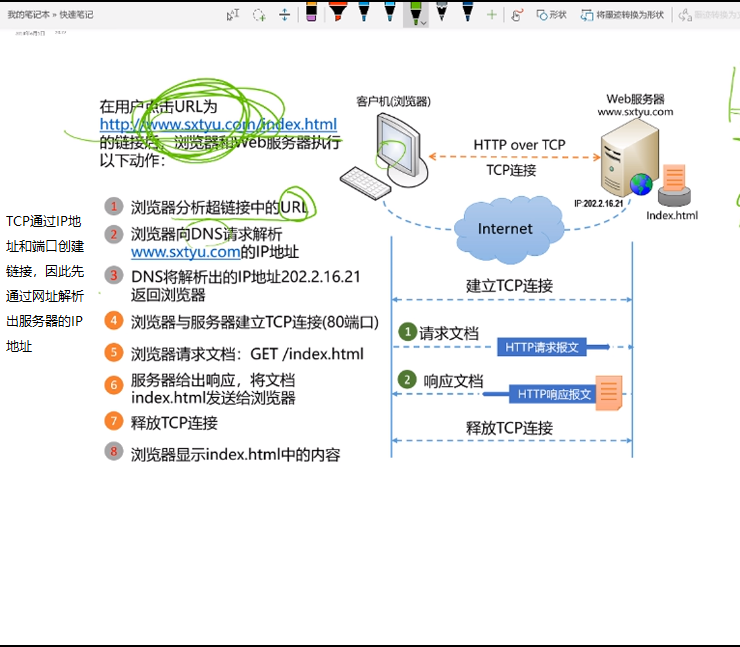 我的笔记本 » 快速笔记
形状
将墨迹转换为形状
在用户点击URL为
http://www.sxtyu.com/index.html
的链接后，浏览器和Web服务器执行
以下动作：
1 浏览器分析超链接中的URL
2 浏览器向DNS请求解析
www.sxtyu.com的IP地址
3 DNS将解析出的IP地址202.2.16.21
返回浏览器
4 浏览器与服务器建立TCP连接(80端口)
5 浏览器请求文档：GET /index.html
6 服务器给出响应，将文档
index.html发送给浏览器
7 释放TCP连接
8 浏览器显示index.html中的内容
TCP通过IP地
址和端口创建
链接，因此先
通过网址解析
出服务器的IP
地址
客户机(浏览器)
Web服务器
www.sxtyu.com
HTTP over TCP
TCP连接
IP:202.2.16.21
Index.html
Internet
建立TCP连接
1 请求文档
HTTP请求报文
2 响应文档
HTTP响应报文
释放TCP连接